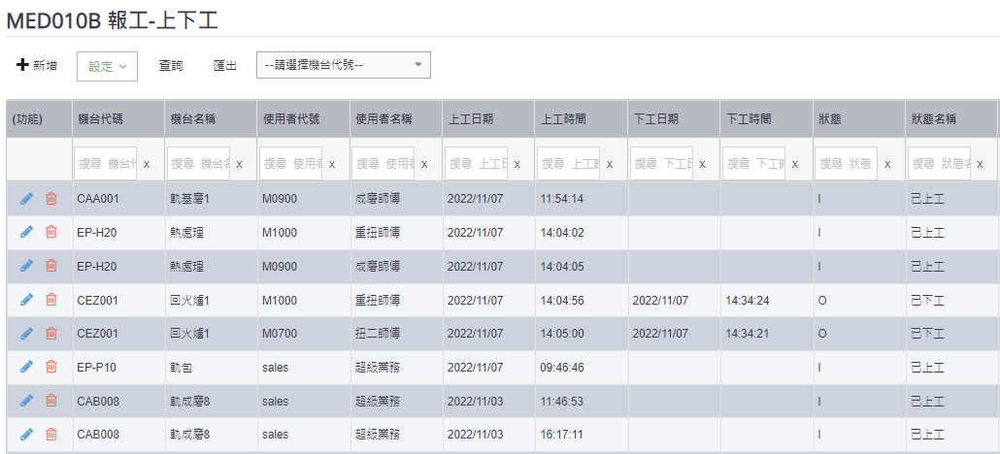 MED010B 報工-上下工
新增 設定 查詢 匯出 --請選擇機台代號--
(功能) 機台代碼 機台名稱 使用者代號 使用者名稱 上工日期 上工時間 下工日期 下工時間 狀態 狀態名稱
搜尋 機台代 x 搜尋 機台名 x 搜尋 使用者 x 搜尋 使用者 x 搜尋 上工日 x 搜尋 上工時 x 搜尋 下工日 x 搜尋 下工時 x 搜尋 狀態 x 搜尋 狀態名 x
CAA001 軌基磨1 M0900 成磨師傅 2022/11/07 11:54:14 I 已上工
EP-H20 熱處理 M1000 重扭師傅 2022/11/07 14:04:02 I 已上工
EP-H20 熱處理 M0900 成磨師傅 2022/11/07 14:04:05 I 已上工
CEZ001 回火爐1 M1000 重扭師傅 2022/11/07 14:04:56 2022/11/07 14:34:24 O 已下工
CEZ001 回火爐1 M0700 扭二師傅 2022/11/07 14:05:00 2022/11/07 14:34:21 O 已下工
EP-P10 軌包 sales 超級業務 2022/11/07 09:46:46 I 已上工
CAB008 軌成磨8 sales 超級業務 2022/11/03 11:46:53 I 已上工
CAB008 軌成磨8 sales 超級業務 2022/11/03 16:17:11 I 已上工